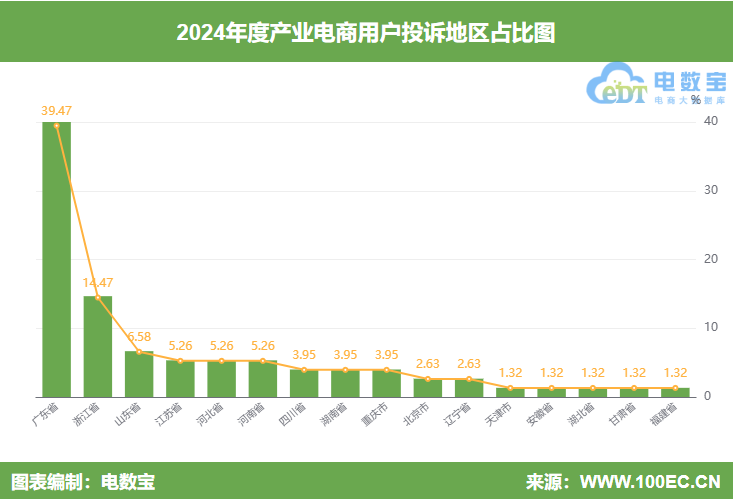 2024年度产业电商用户投诉地区占比图
eDT 电数宝
电商大数据库
%
39.47
14.47
6.58
5.26
5.26
5.26
3.95
3.95
3.95
2.63
2.63
1.32
1.32
1.32
1.32
1.32
40
30
20
10
0
广东省
浙江省
山东省
江苏省
河北省
河南省
四川省
湖南省
重庆市
北京市
辽宁省
天津市
安徽省
湖北省
甘肃省
福建省
图表编制：电数宝
来源：WWW.100EC.CN